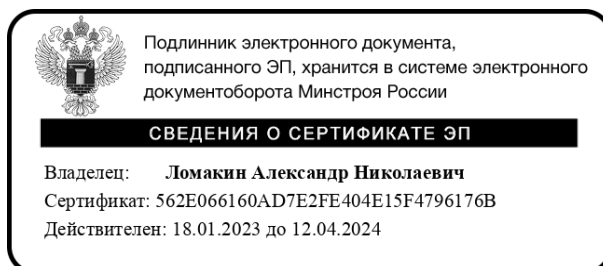 Подлинник электронного документа,
подписанного ЭП, хранится в системе электронного
документоборота Минстроя России
СВЕДЕНИЯ О СЕРТИФИКАТЕ ЭП
Владелец: Ломакин Александр Николаевич
Сертификат: 562E066160AD7E2FE404E15F4796176B
Действителен: 18.01.2023 до 12.04.2024